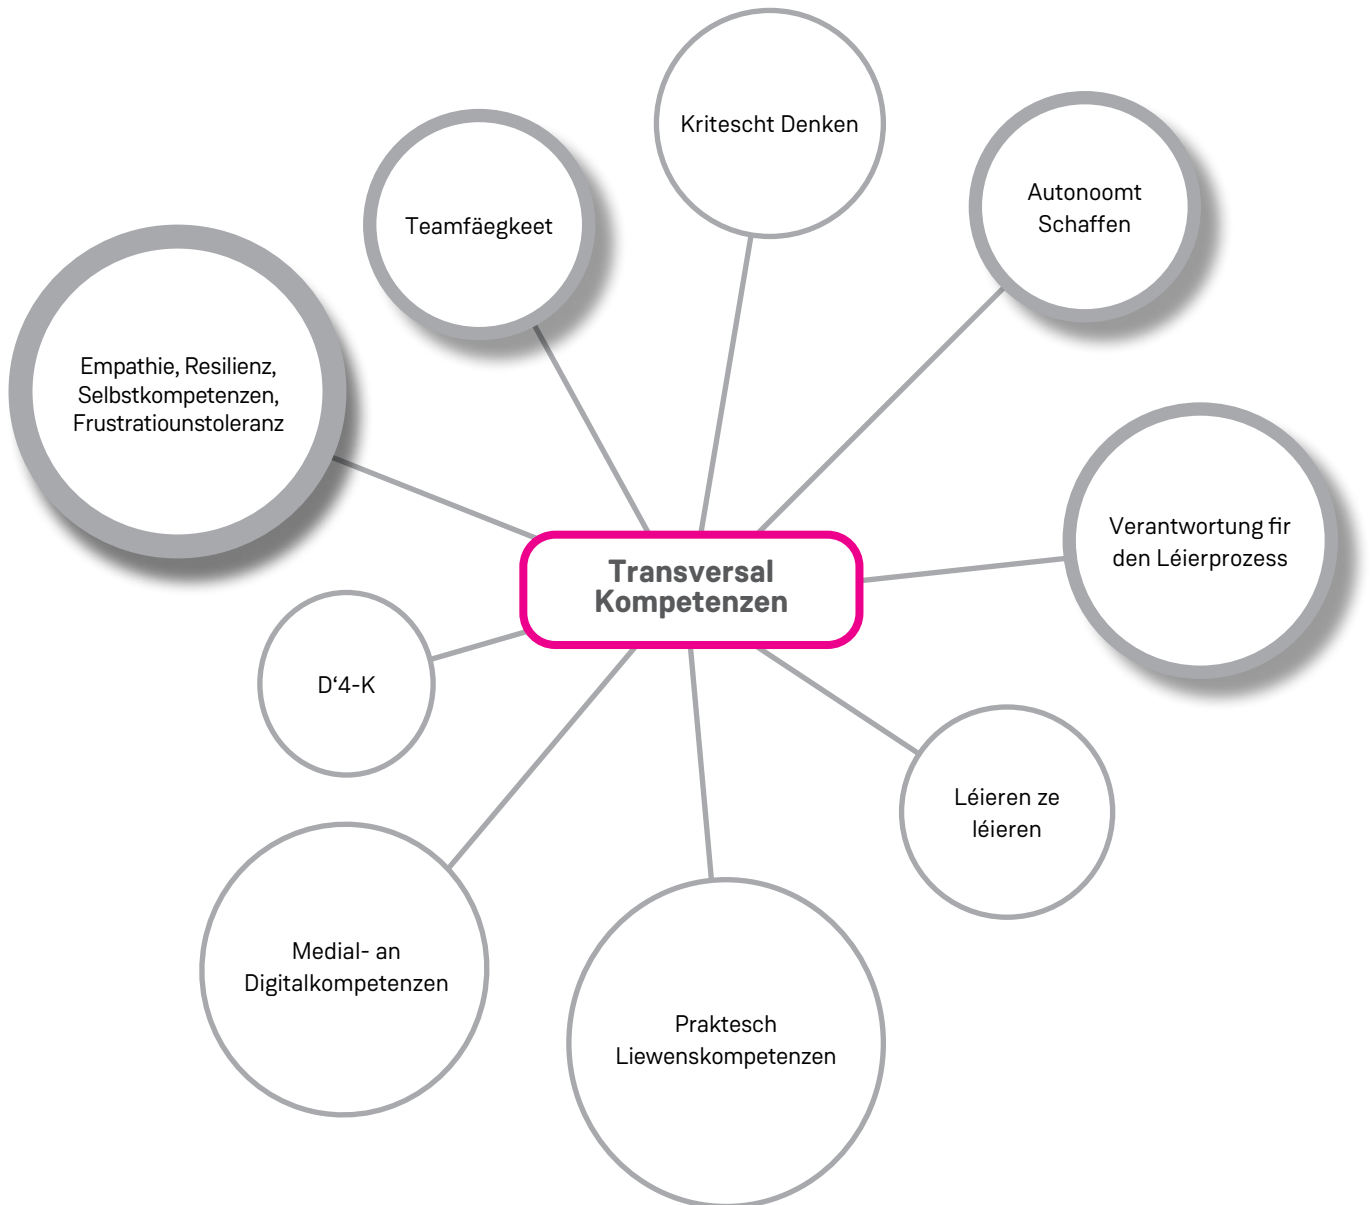 Kritescht Denken
Teamfäegkeet
Autonoomt
Schaffen
Empathie, Resilienz,
Selbstkompetenzen,
Frustratiounstoleranz
Verantwortung fir
den Léierprozess
Transversal
Kompetenzen
D‘4-K
Léieren ze
léieren
Medial- an
Digitalkompetenzen
Praktesch
Liewenskompetenzen